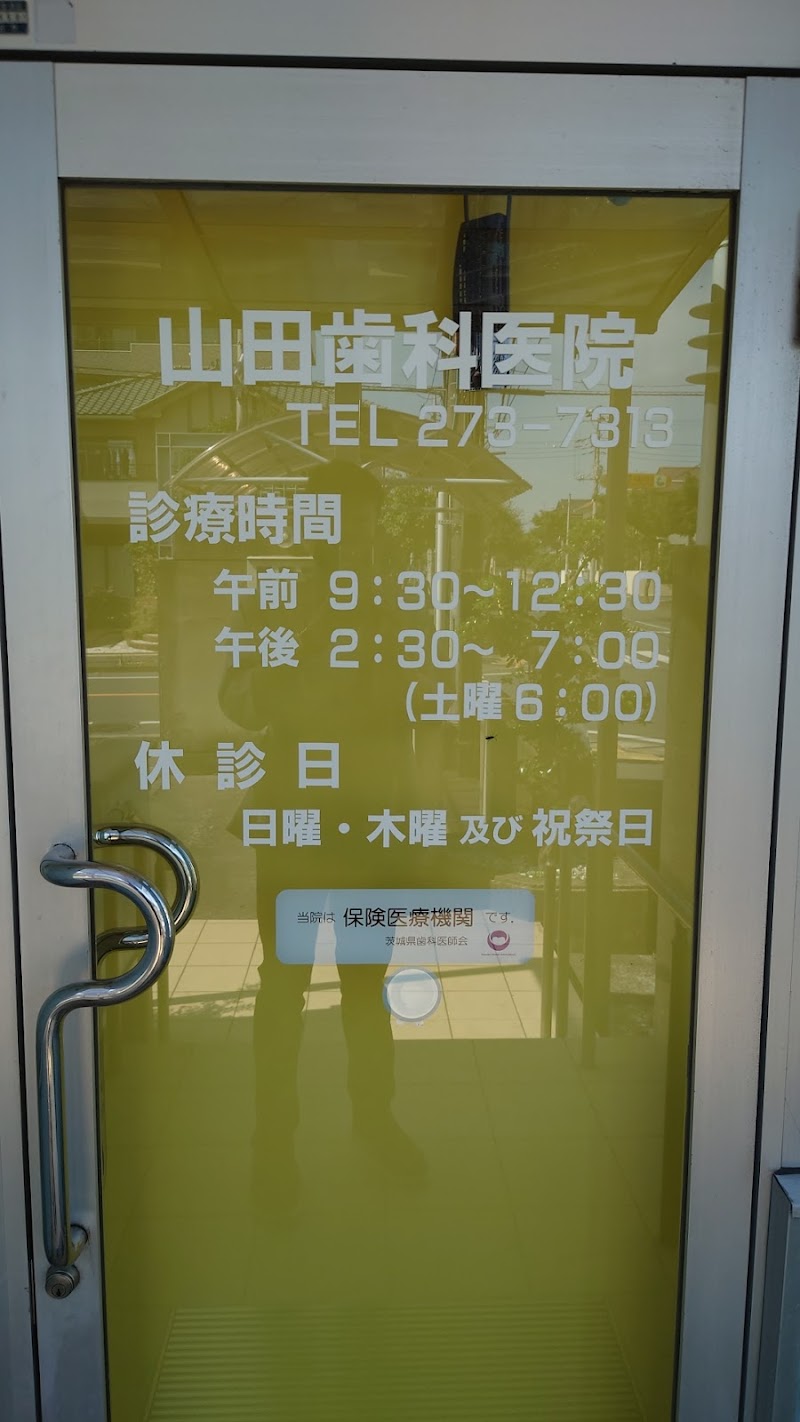 山田歯科医院
TEL 273-7313
診療時間
午前 9:30～12:30
午後 2:30～ 7:00
(土曜 6:00)
休診日
日曜・木曜 及び 祝祭日
当院は 保険医療機関 です.
茨城県歯科医師会